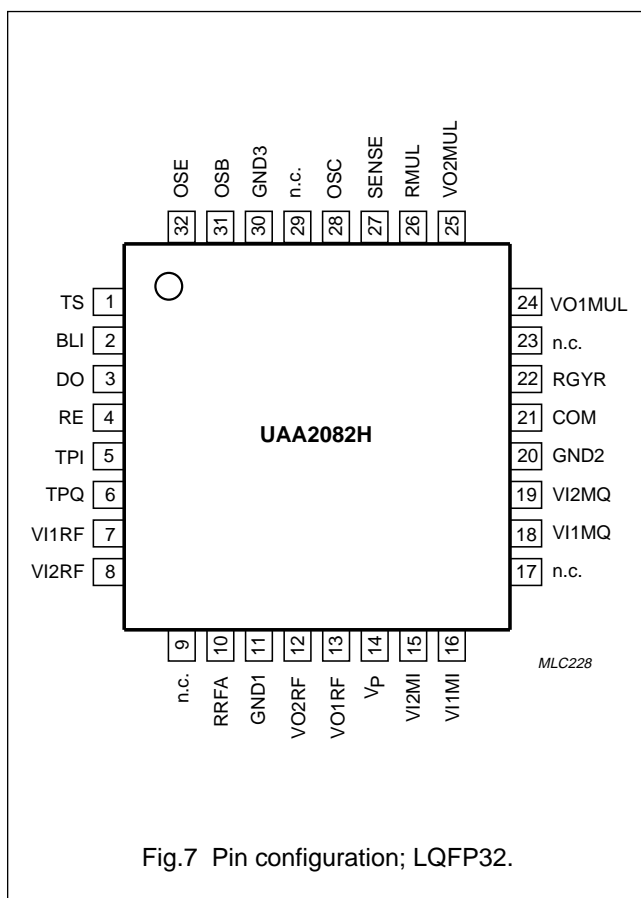 OSE
OSB
GND3
n.c.
OSC
SENSE
RMUL
VO2MUL
32
31
30
29
28
27
26
25
TS 1
BLI 2
DO 3
RE 4
TPI 5
TPQ 6
VI1RF 7
VI2RF 8
UAA2082H
24 VO1MUL
23 n.c.
22 RGYR
21 COM
20 GND2
19 VI2MQ
18 VI1MQ
17 n.c.
9
10
11
12
13
14
15
16
n.c.
RRFA
GND1
VO2RF
VO1RF
VP
VI2MI
VI1MI
MLC228
Fig.7 Pin configuration; LQFP32.